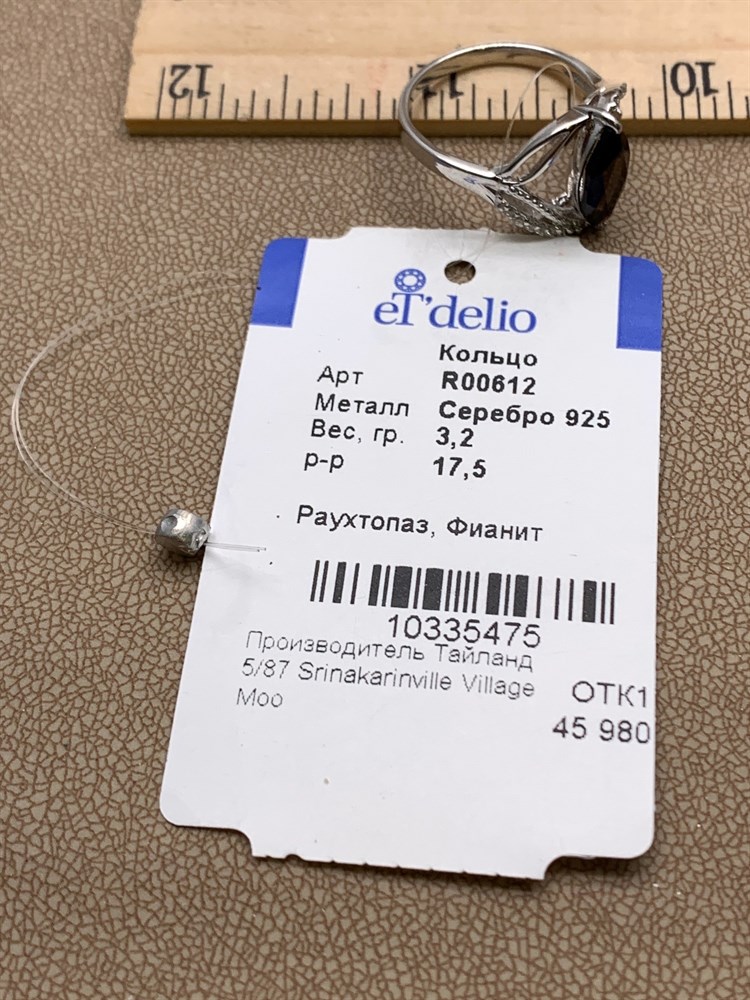 12 11 10
eT'delio
Кольцо
Арт R00612
Металл Серебро 925
Вес, гр. 3,2
р-р 17,5
Раухтопаз, Фианит
10335475
Производитель Тайланд
5/87 Srinakarinville Village
Moo
ОТК1
45 980